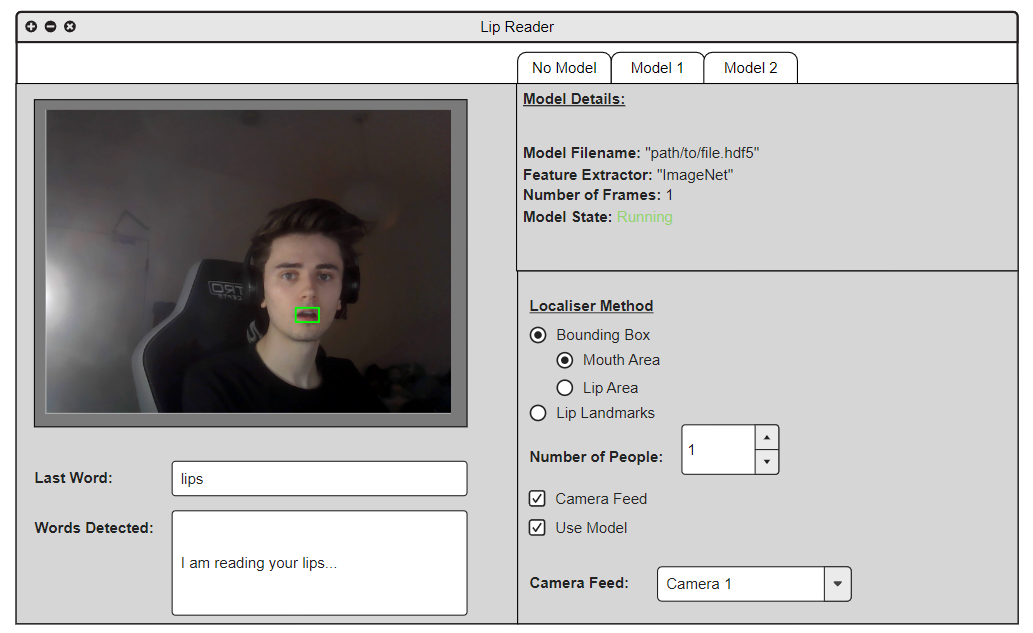 Lip Reader
No Model Model 1 Model 2
Model Details:
Model Filename: "path/to/file.hdf5"
Feature Extractor: "ImageNet"
Number of Frames: 1
Model State: Running
Localiser Method
Bounding Box
Mouth Area
Lip Area
Lip Landmarks
Number of People: 1
Camera Feed
Use Model
Camera Feed: Camera 1
Last Word: lips
Words Detected: I am reading your lips...